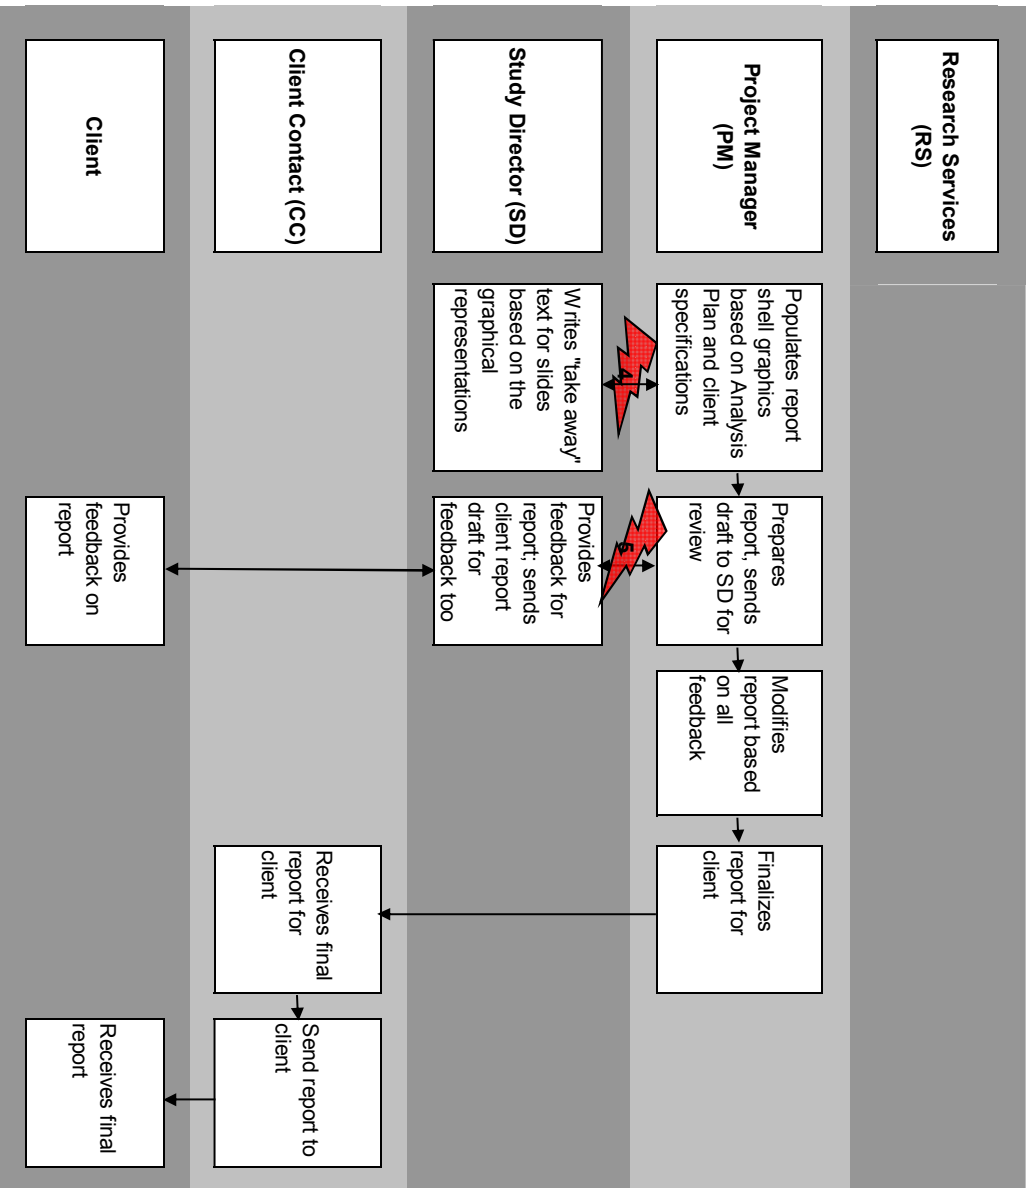 Research Services
(RS)
Project Manager
(PM)
Study Director (SD)
Client Contact (CC)
Client
Populates report
shell graphics
based on Analysis
Plan and client
specifications
4
Writes "take away"
text for slides
based on the
graphical
representations
Prepares
report, sends
draft to SD for
review
5
Provides
feedback for
report; sends
client report
draft for
feedback too
Provides
feedback on
report
Modifies
report based
on all
feedback
Finalizes
report for
client
Receives final
report for
client
Send report to
client
Receives final
report